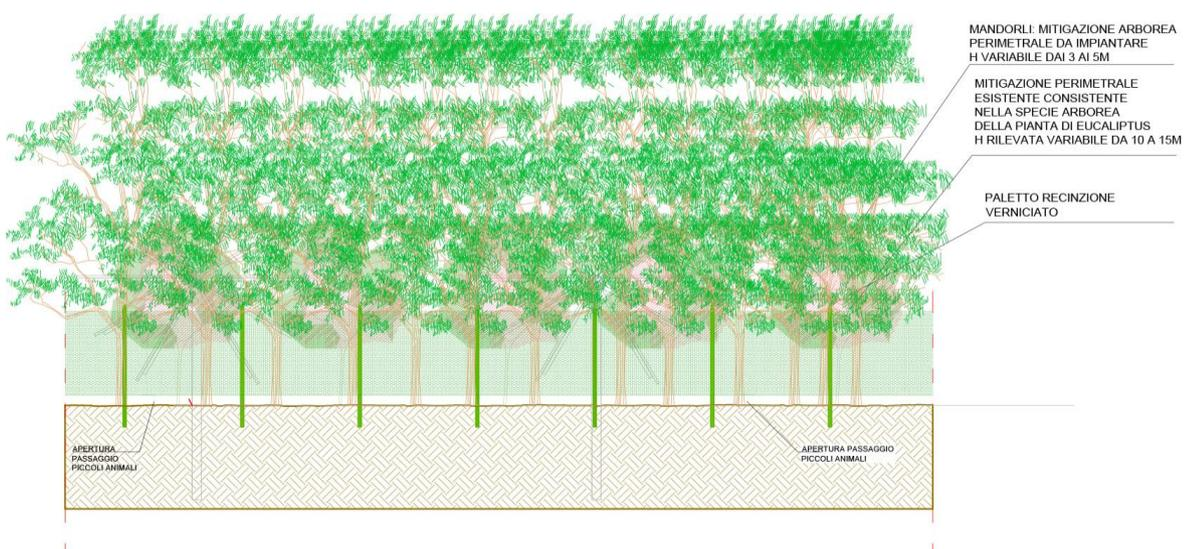 MANDORLI: MITIGAZIONE ARBOREA
PERIMETRALE DA IMPIANTARE
H VARIABILE DAI 3 AI 5M
MITIGAZIONE PERIMETRALE
ESISTENTE CONSISTENTE
NELLA SPECIE ARBOREA
DELLA PIANTA DI EUCALIPTUS
H RILEVATA VARIABILE DA 10 A 15M
PALETTO RECINZIONE
VERNICIATO
APERTURA
PASSAGGIO
PICCOLI ANIMALI
APERTURA PASSAGGIO
PICCOLI ANIMALI